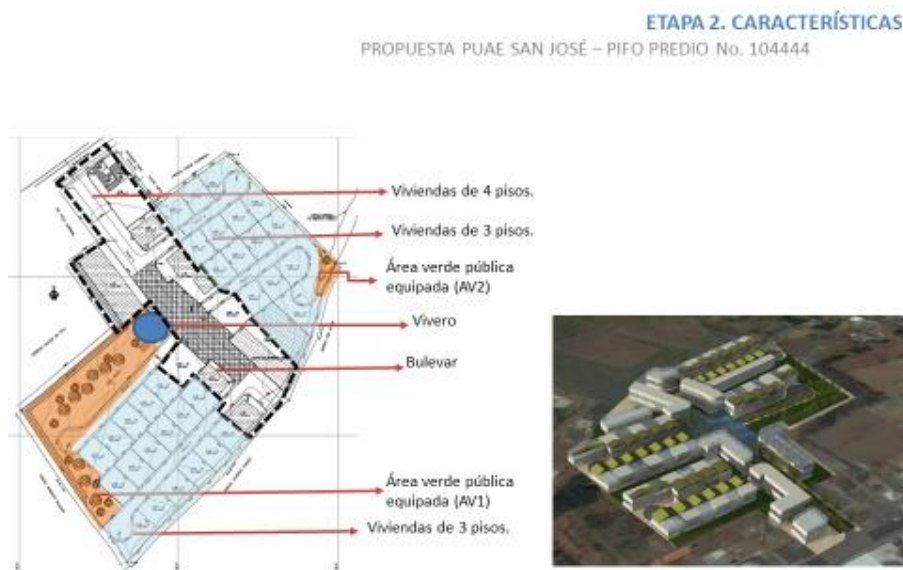 ETAPA 2. CARACTERÍSTÍCAS
PROPUESTA PUAE SAN JOSÉ – PIFO PREDIO No. 104444
Viviendas de 4 pisos.
Viviendas de 3 pisos.
Área verde pública
equipada (AV2)
Vivero
Bulevar
Área verde pública
equipada (AV1)
Viviendas de 3 pisos.